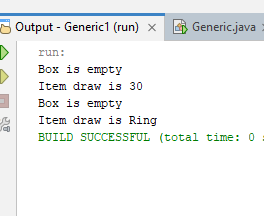 Output - Generic1 (run) × Generic.java
run:
Box is empty
Item draw is 30
Box is empty
Item draw is Ring
BUILD SUCCESSFUL (total time: 0